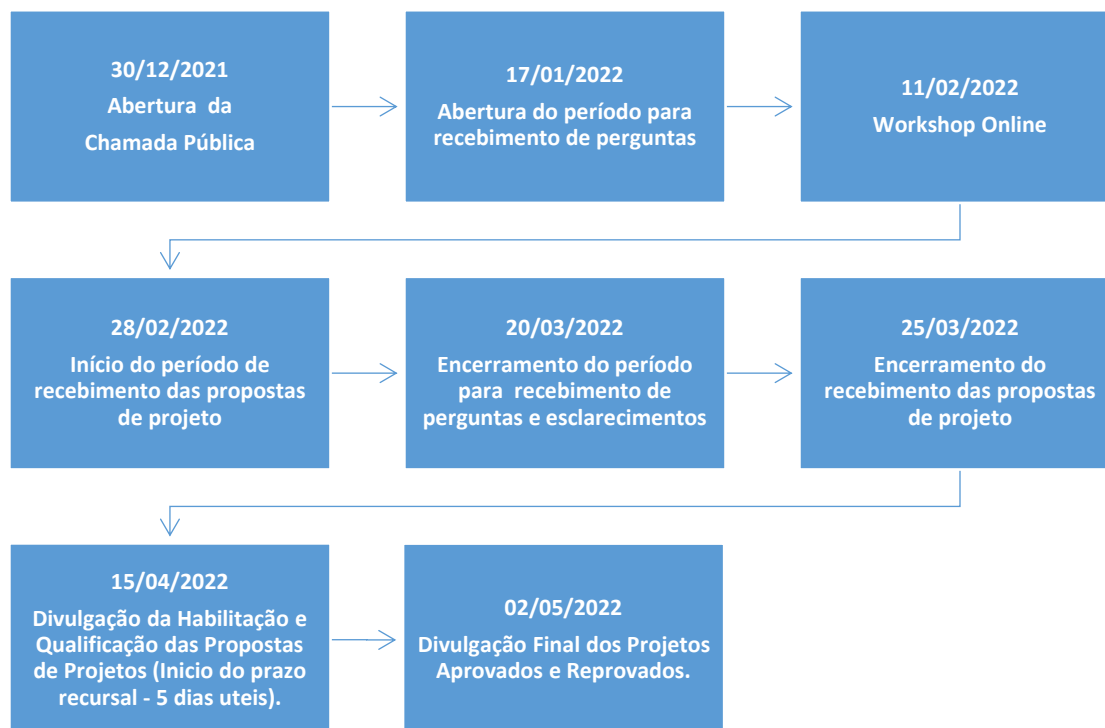 30/12/2021
Abertura da
Chamada Pública
17/01/2022
Abertura do período para
recebimento de perguntas
11/02/2022
Workshop Online
28/02/2022
Início do período de
recebimento das propostas
de projeto
20/03/2022
Encerramento do período
para recebimento de
perguntas e esclarecimentos
25/03/2022
Encerramento do
recebimento das propostas
de projeto
15/04/2022
Divulgação da Habilitação e
Qualificação das Propostas
de Projetos (Inicio do prazo
recursal - 5 dias uteis).
02/05/2022
Divulgação Final dos Projetos
Aprovados e Reprovados.